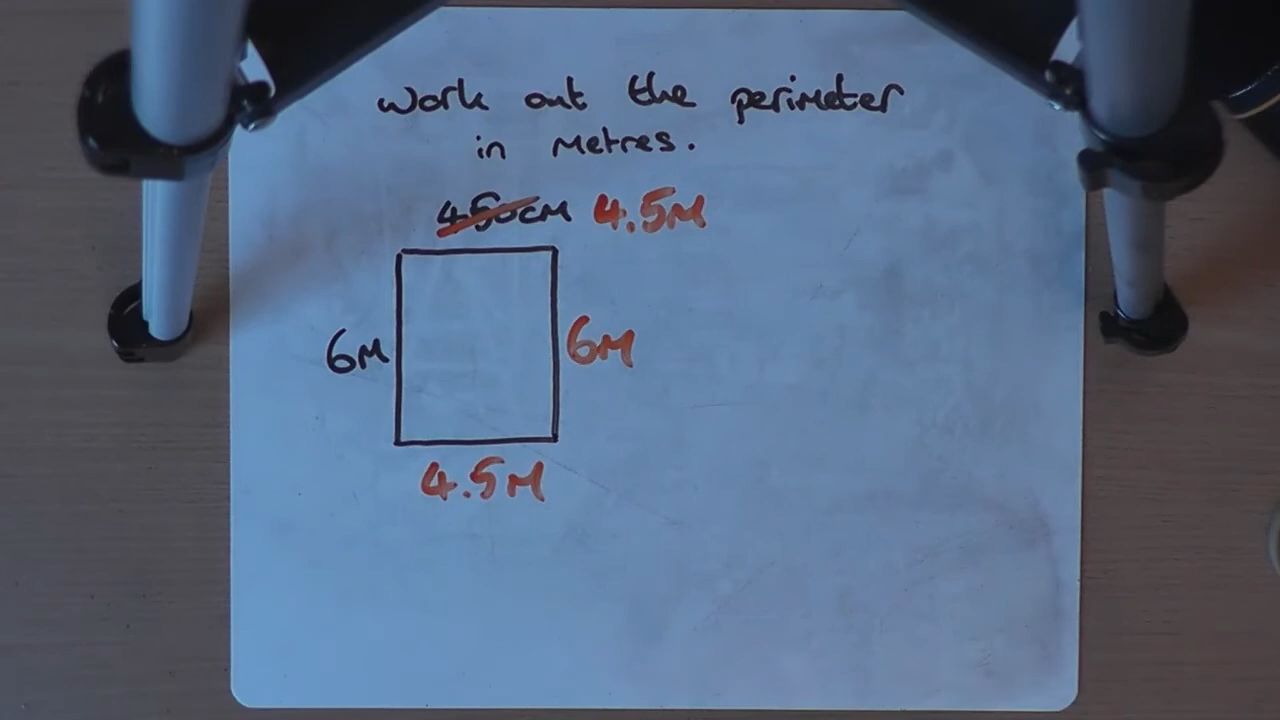 Work out the perimeter
in Metres.
450cM 4.5M
6M 6M
4.5M